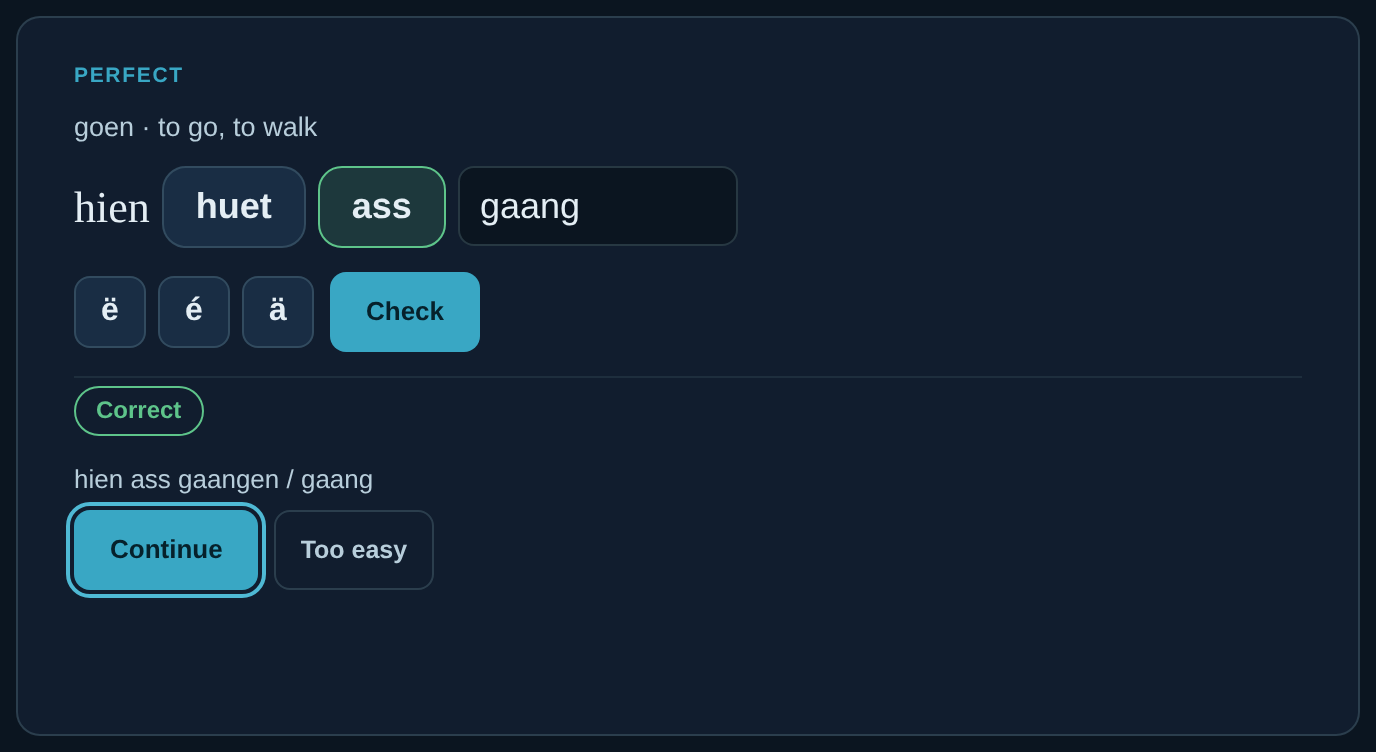 PERFECT
goen · to go, to walk
hien huet ass gaang
ë é ä Check
Correct
hien ass gaangen / gaang
Continue Too easy